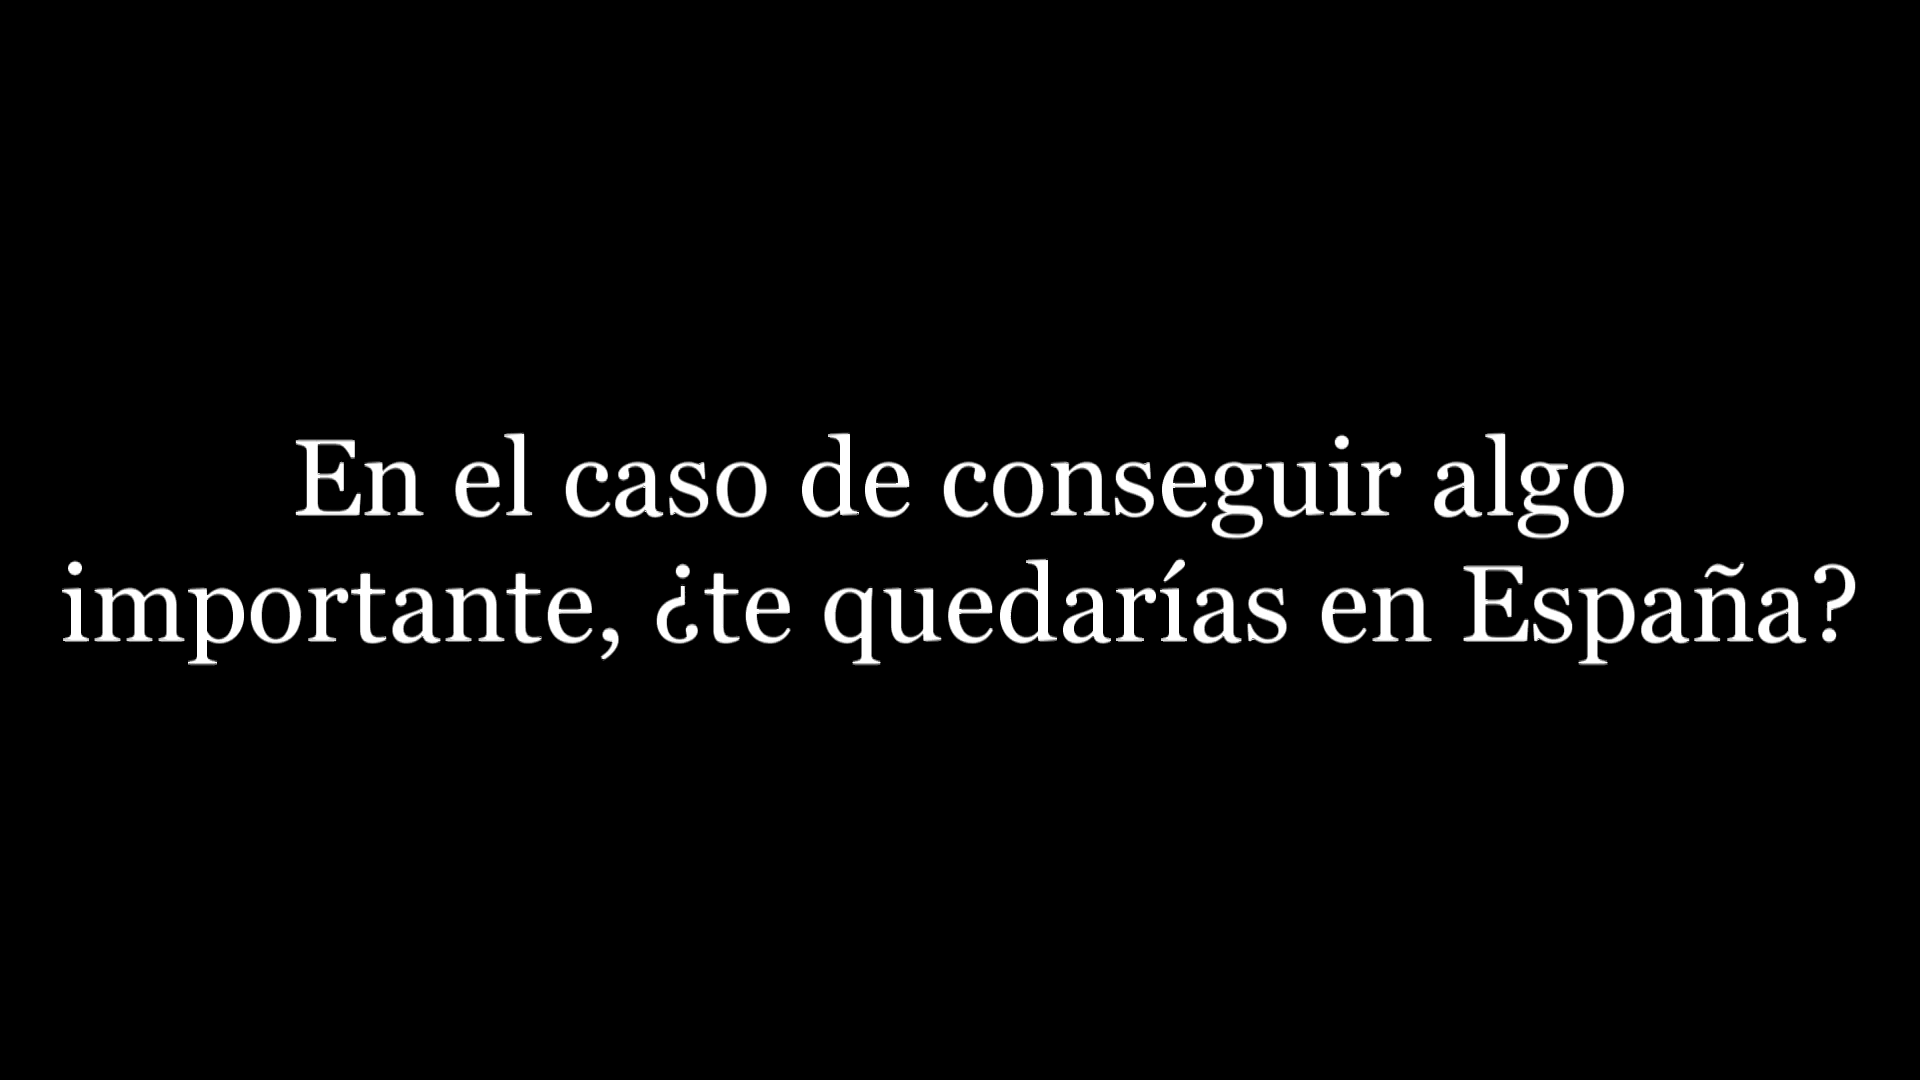 En el caso de conseguir algo
importante, ¿te quedarías en España?